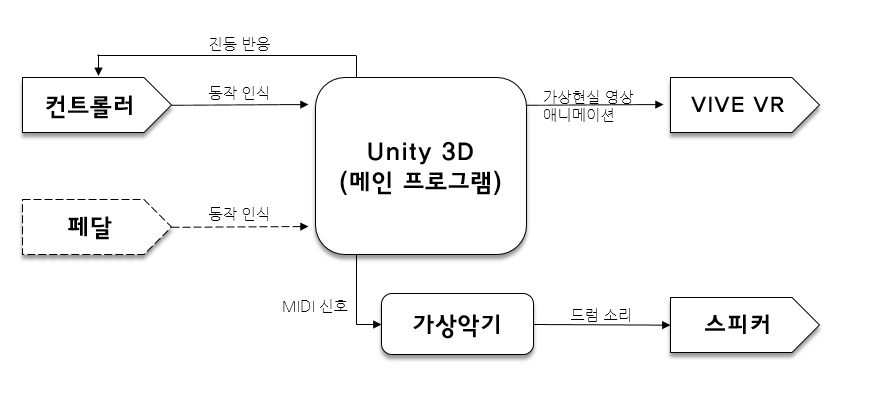 진동 반응
컨트롤러
동작 인식
가상현실 영상
애니메이션
VIVE VR
Unity 3D
(메인 프로그램)
페달
동작 인식
MIDI 신호
가상악기
드럼 소리
스피커